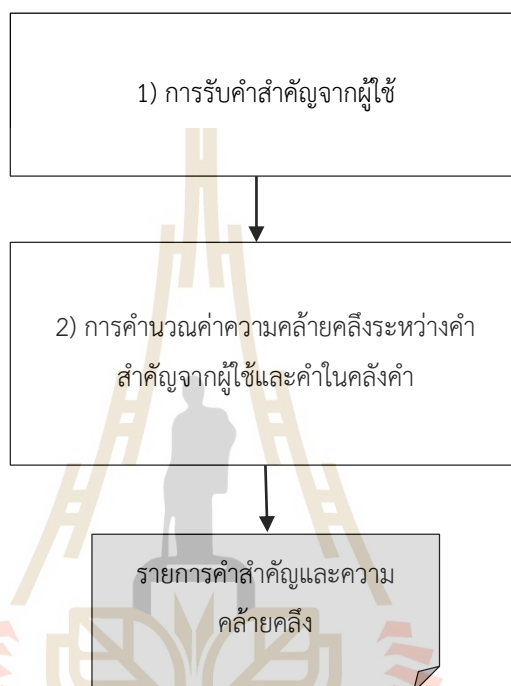 1) การรับคำสำคัญจากผู้ใช้
2) การคำนวณค่าความคล้ายคลึงระหว่างคำ
สำคัญจากผู้ใช้และคำในคลังคำ
รายการคำสำคัญและความ
คล้ายคลึง